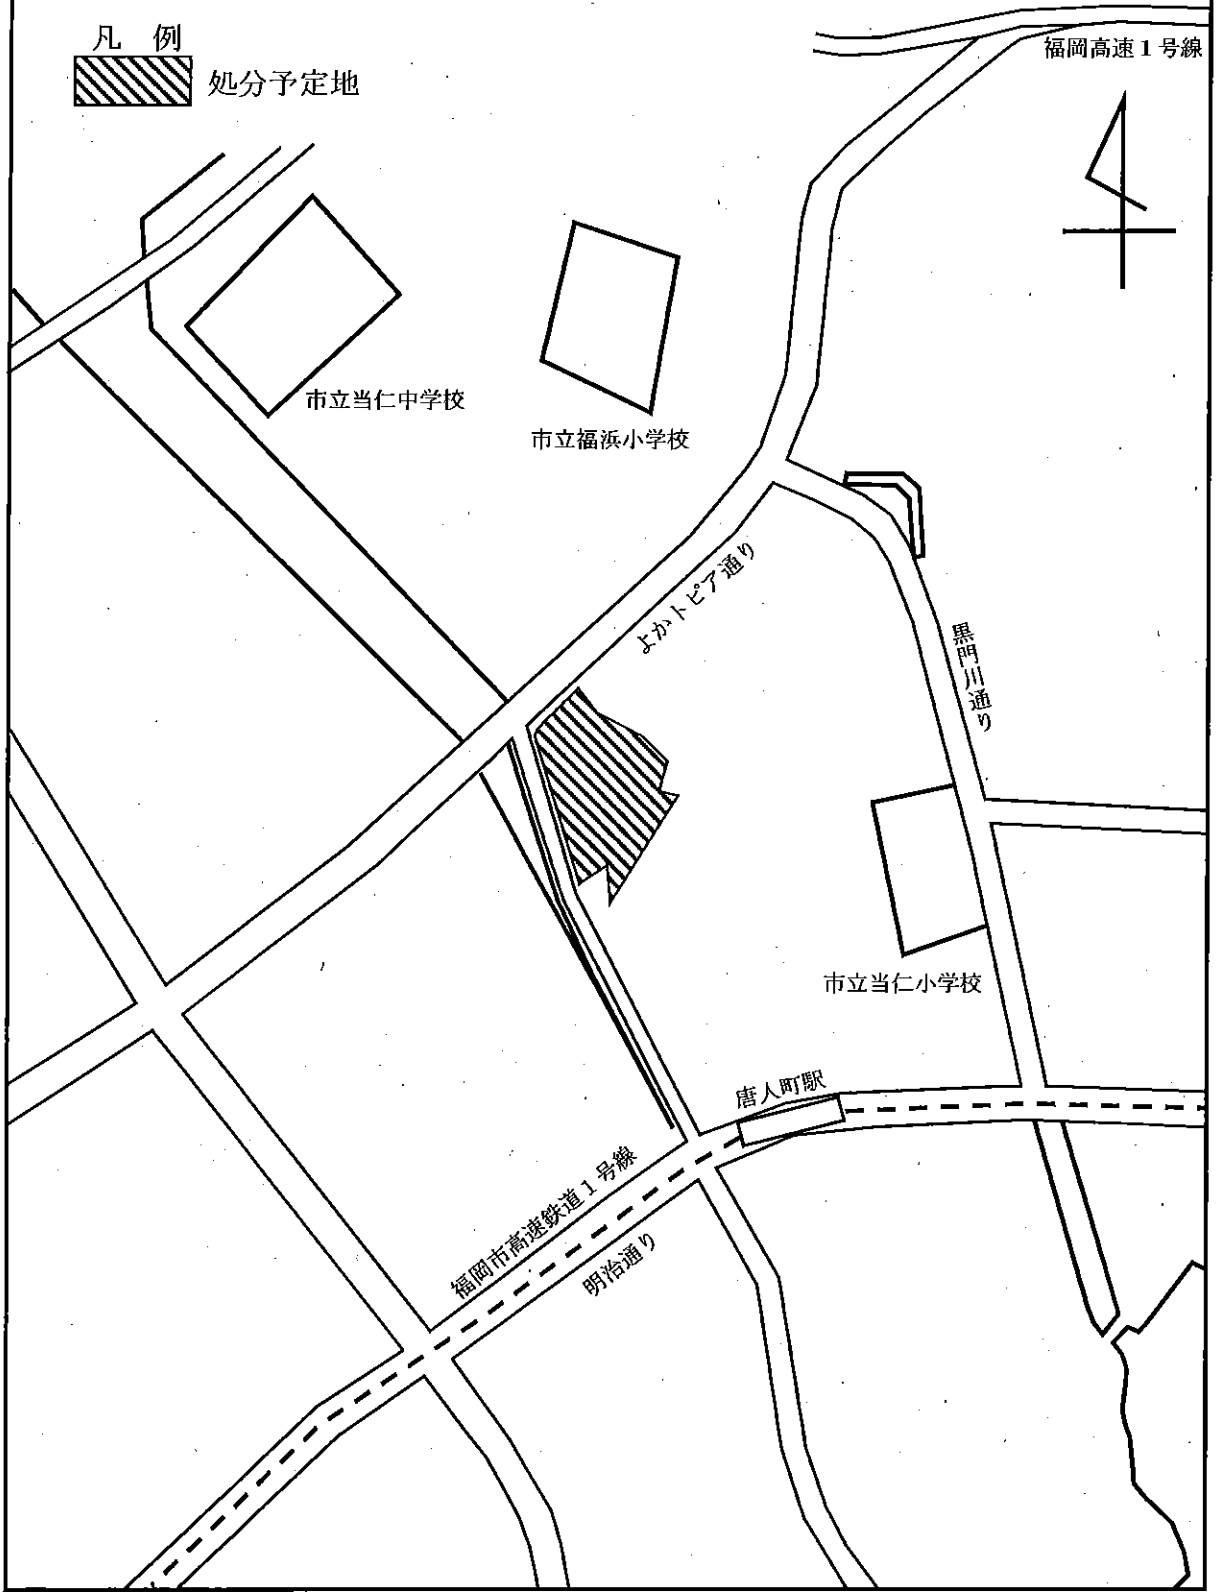 凡 例
処分予定地
福岡高速1号線
市立当仁中学校
市立福浜小学校
よかトピア通り
黒門川通り
市立当仁小学校
唐人町駅
福岡市高速鉄道1号線
明治通り